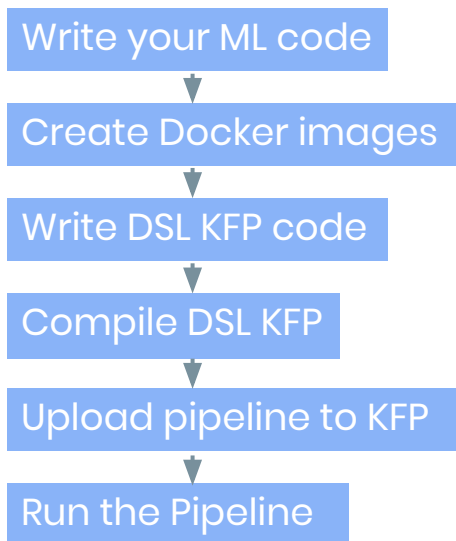 Write your ML code
Create Docker images
Write DSL KFP code
Compile DSL KFP
Upload pipeline to KFP
Run the Pipeline